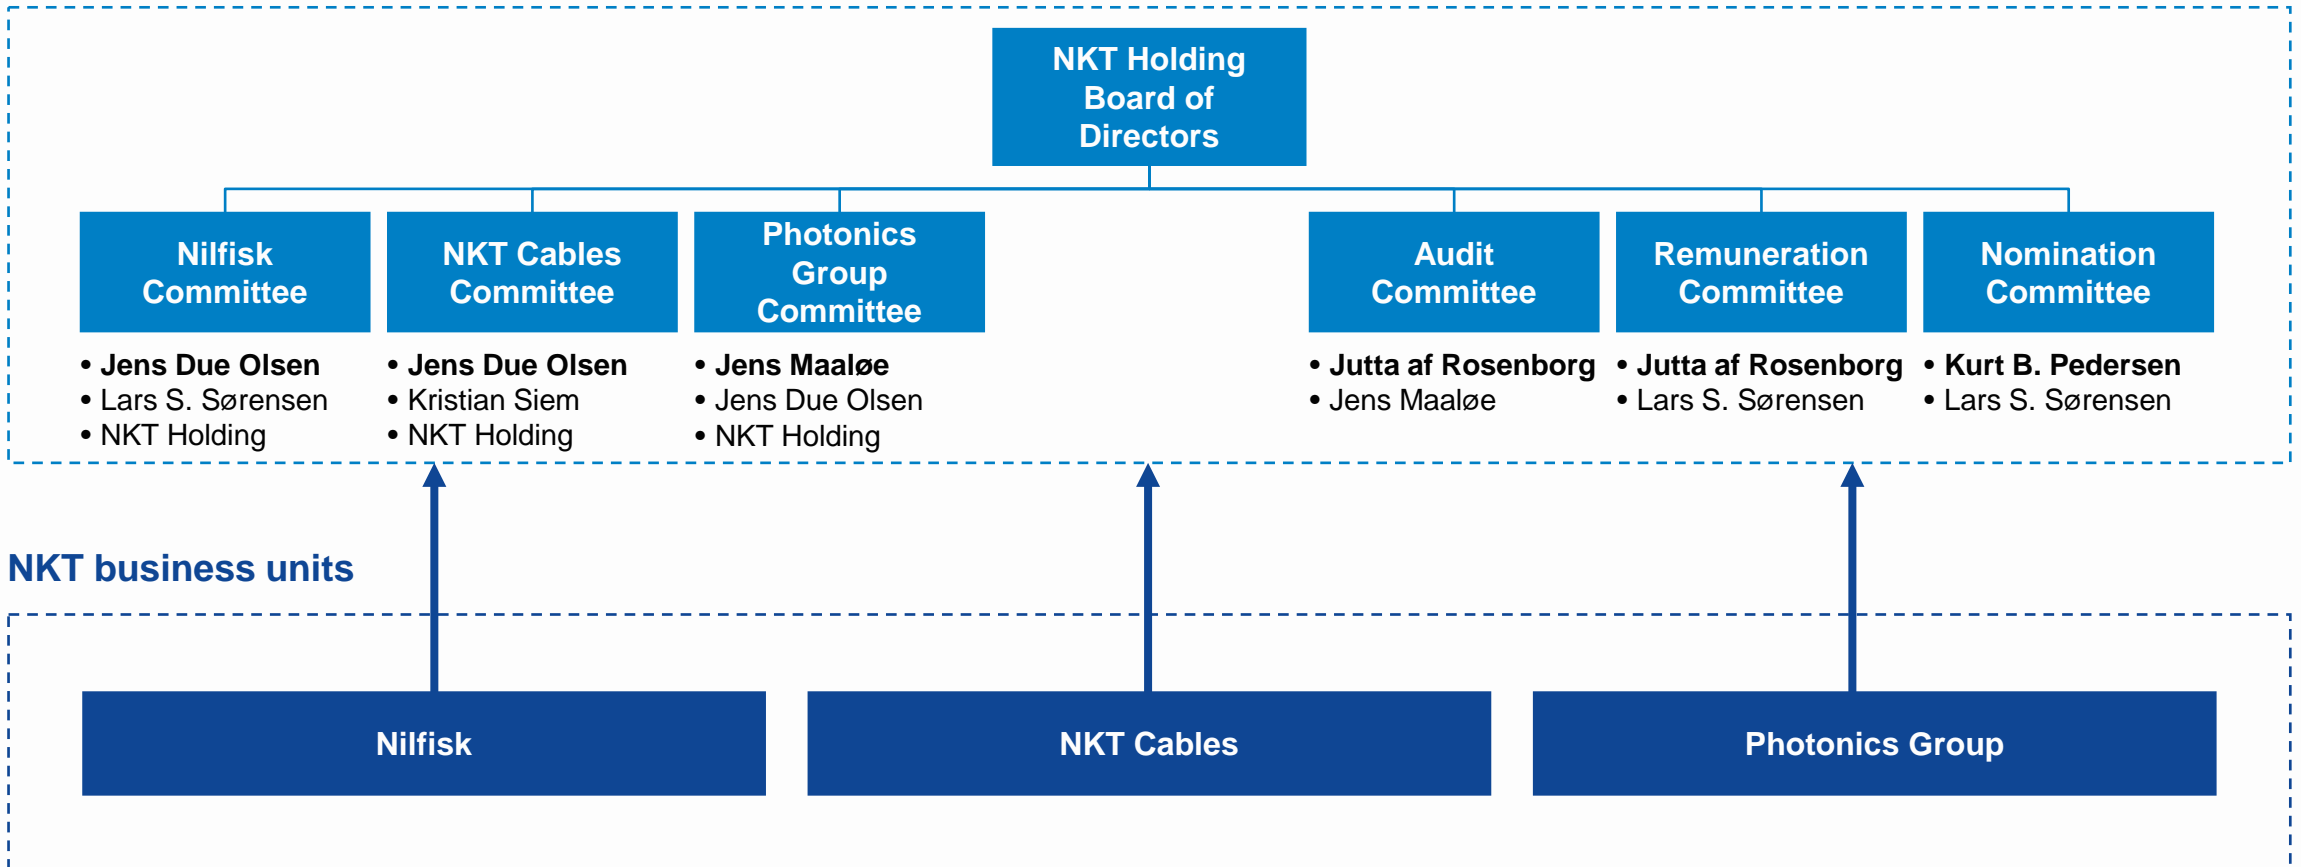 NKT Holding
Board of
Directors
Nilfisk
Committee
NKT Cables
Committee
Photonics
Group
Committee
Audit
Committee
Remuneration
Committee
Nomination
Committee
• Jens Due Olsen
• Lars S. Sørensen
• NKT Holding
• Jens Due Olsen
• Kristian Siem
• NKT Holding
• Jens Maaløe
• Jens Due Olsen
• NKT Holding
• Jutta af Rosenborg
• Jens Maaløe
• Jutta af Rosenborg
• Lars S. Sørensen
• Kurt B. Pedersen
• Lars S. Sørensen
NKT business units
Nilfisk
NKT Cables
Photonics Group